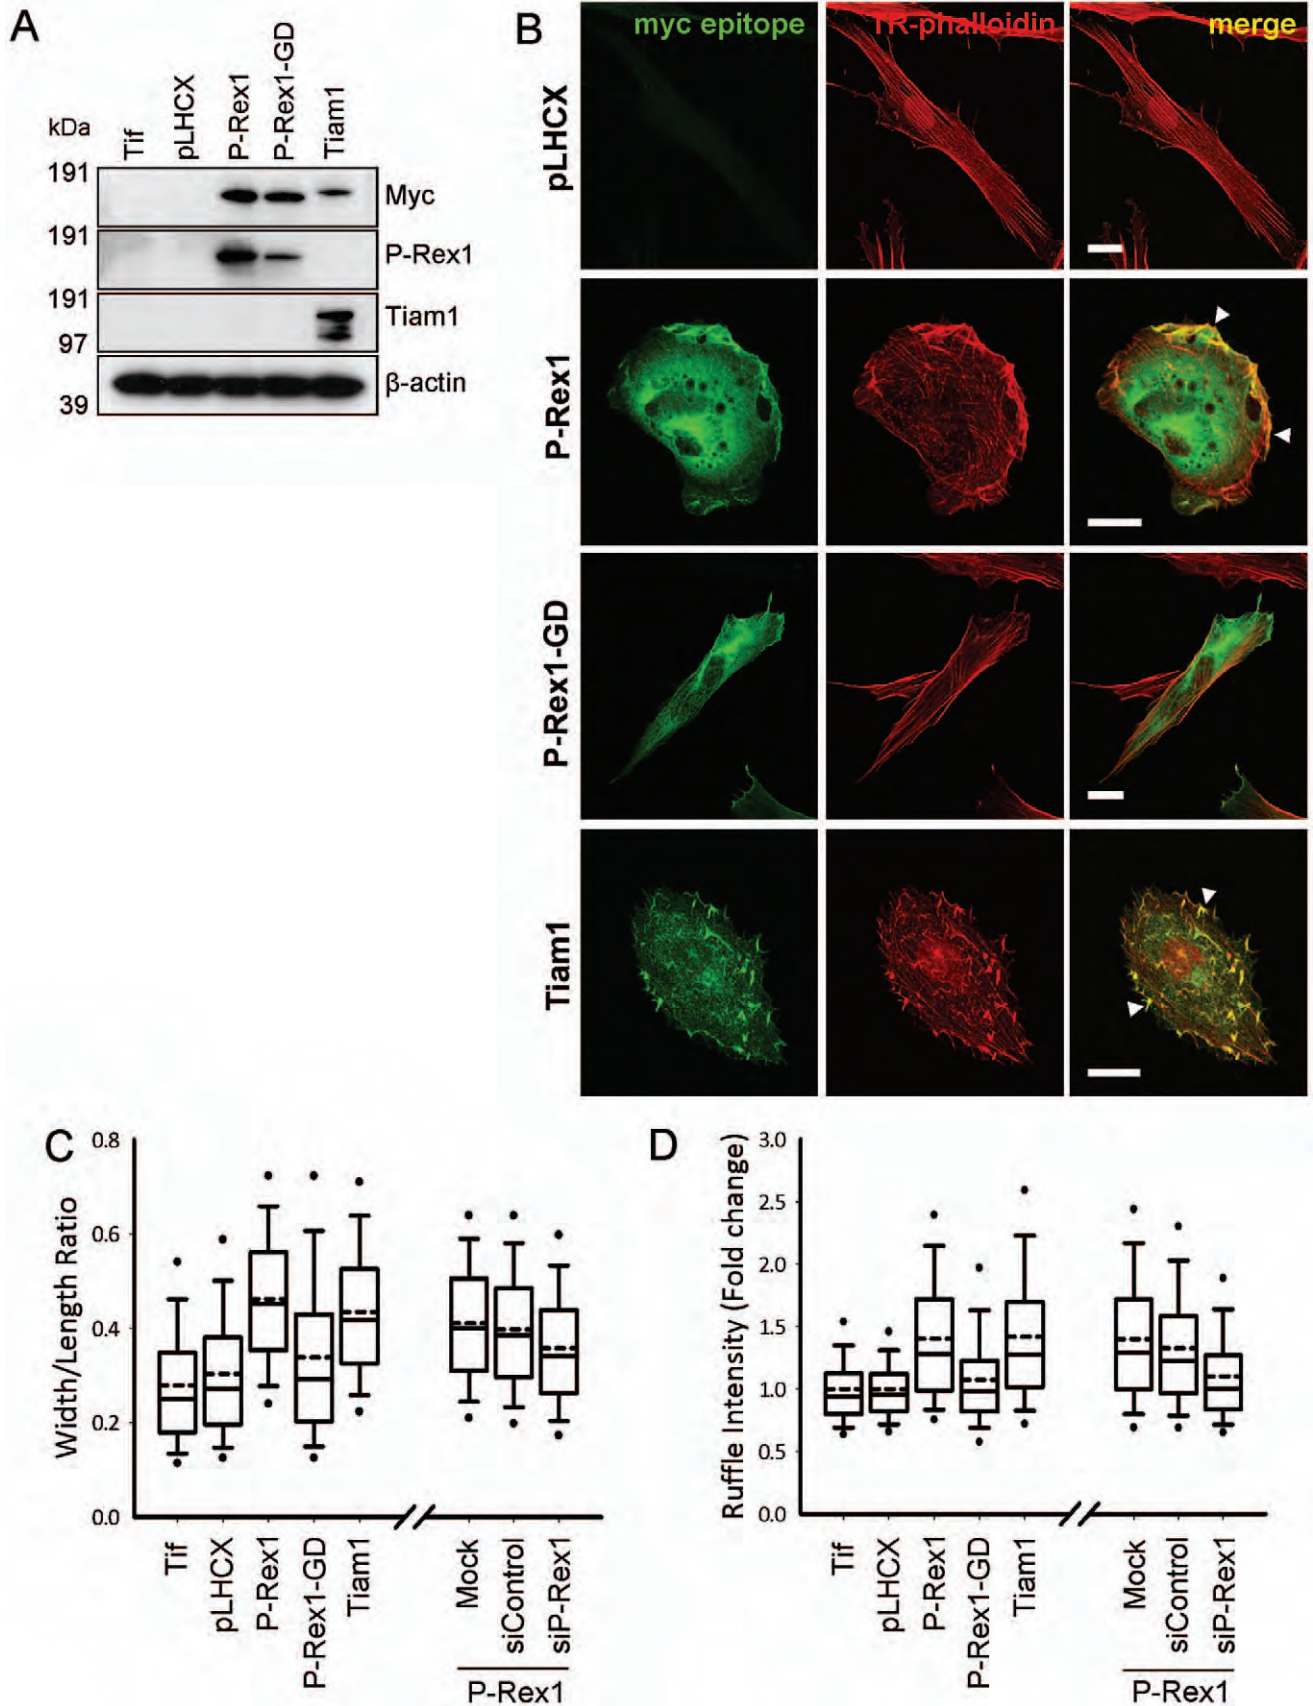 A
kDa
Tif
pLHCX
P-Rex1
P-Rex1-GD
Tiam1
191
Myc
191
P-Rex1
191
Tiam1
97
β-actin
39
B
myc epitope
TR-phalloidin
merge
pLHCX
P-Rex1
P-Rex1-GD
Tiam1
C
Width/Length Ratio
0.8
0.6
0.4
0.2
0.0
Tif
pLHCX
P-Rex1
P-Rex1-GD
Tiam1
Mock
siControl
siP-Rex1
P-Rex1
D
Ruffle Intensity (Fold change)
3.0
2.5
2.0
1.5
1.0
0.5
0.0
Tif
pLHCX
P-Rex1
P-Rex1-GD
Tiam1
Mock
siControl
siP-Rex1
P-Rex1